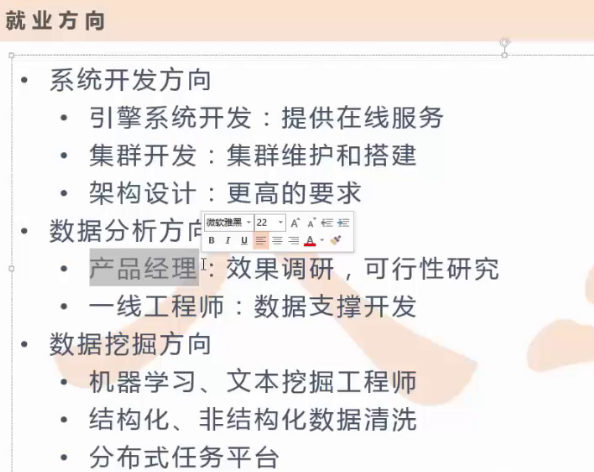 就业方向
• 系统开发方向
• 引擎系统开发：提供在线服务
• 集群开发：集群维护和搭建
• 架构设计：更高的要求
• 数据分析方向
微软雅黑 22 A A
B I U A
• 产品经理：效果调研，可行性研究
• 一线工程师：数据支撑开发
• 数据挖掘方向
• 机器学习、文本挖掘工程师
• 结构化、非结构化数据清洗
• 分布式任务平台